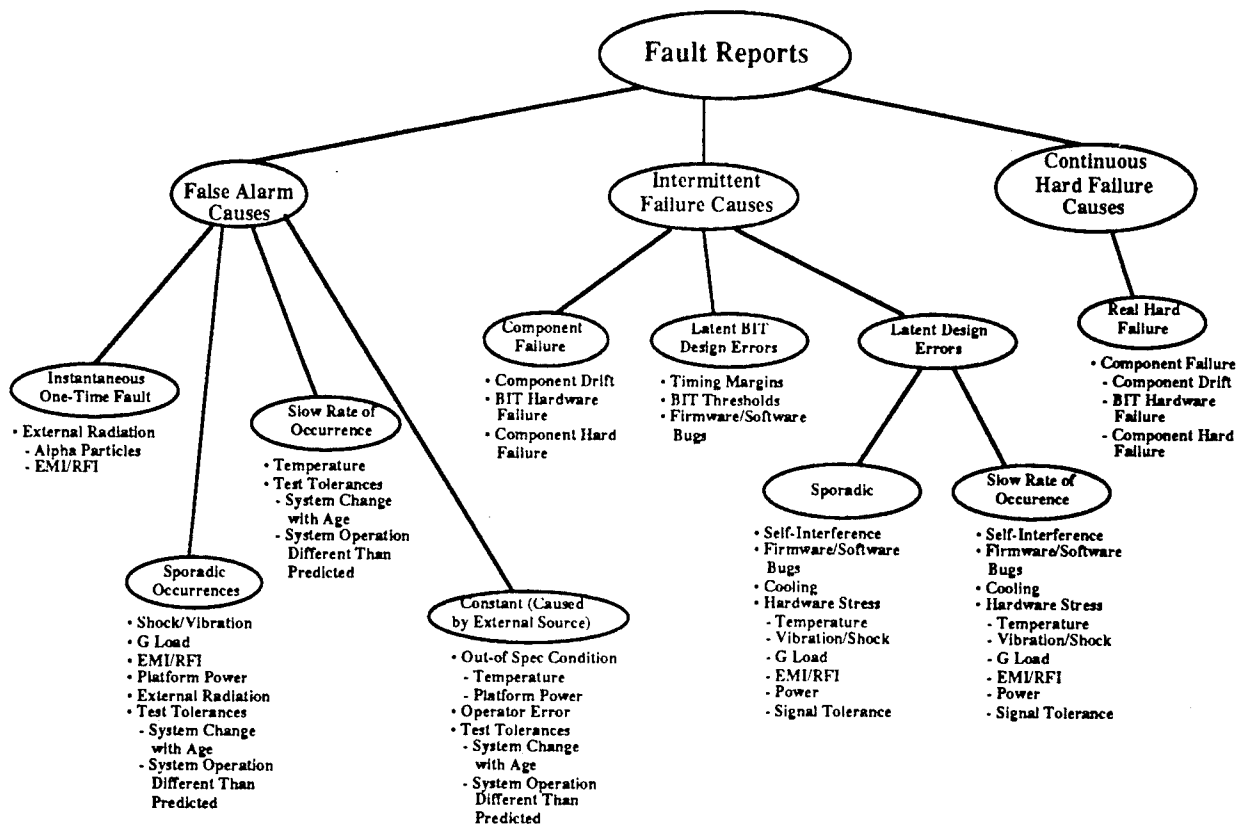 Fault Reports
False Alarm
Causes
Intermittent
Failure Causes
Continuous
Hard Failure
Causes
Instantaneous
One-Time Fault
• External Radiation
- Alpha Particles
- EMI/RFI
Sporadic
Occurrences
• Shock/Vibration
• G Load
• EMI/RFI
• Platform Power
• External Radiation
• Test Tolerances
- System Change
with Age
- System Operation
Different Than
Predicted
Slow Rate of
Occurrence
• Temperature
• Test Tolerances
- System Change
with Age
- System Operation
Different Than
Predicted
Constant (Caused
by External Source)
• Out-of Spec Condition
- Temperature
- Platform Power
• Operator Error
• Test Tolerances
- System Change
with Age
- System Operation
Different Than
Predicted
Component
Failure
• Component Drift
• BIT Hardware
Failure
• Component Hard
Failure
Latent BIT
Design Errors
• Timing Margins
• BIT Thresholds
• Firmware/Software
Bugs
Latent Design
Errors
Sporadic
• Self-Interference
• Firmware/Software
Bugs
• Cooling
• Hardware Stress
- Temperature
- Vibration/Shock
- G Load
- EMI/RFI
- Power
- Signal Tolerance
Slow Rate of
Occurence
• Self-Interference
• Firmware/Software
Bugs
• Cooling
• Hardware Stress
- Temperature
- Vibration/Shock
- G Load
- EMI/RFI
- Power
- Signal Tolerance
Real Hard
Failure
• Component Failure
- Component Drift
- BIT Hardware
Failure
- Component Hard
Failure